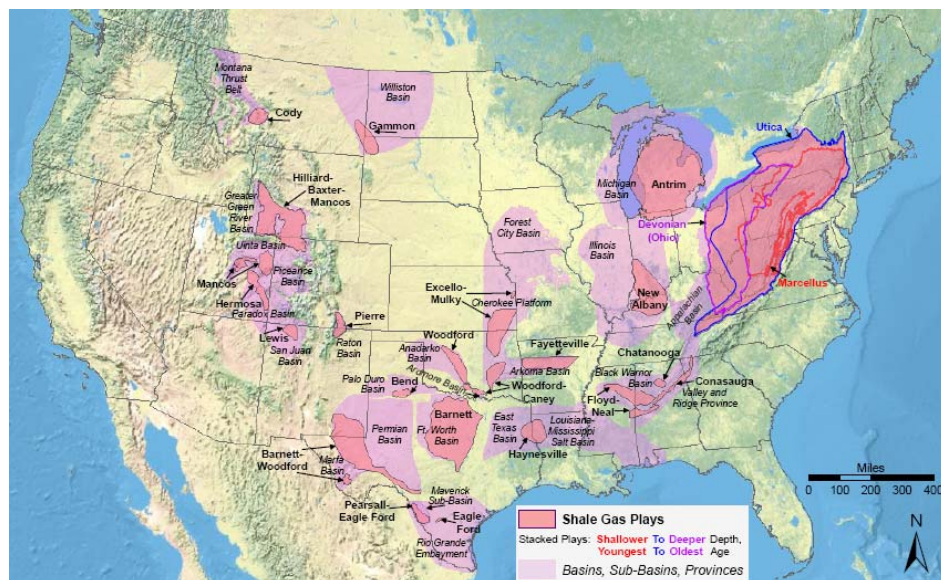 Montana
Thrust
Belt
Cody
Williston
Basin
Gammon
Utica
Antrim
Michigan
Basin
Devonian
(Ohio)
Marcellus
Appalachian
Basin
Hilliard-
Baxter-
Mancos
Greater
Green
River
Basin
Uinta Basin
Piceance
Basin
Mancos
Hermosa
Paradox Basin
Lewis
San Juan
Basin
Pierre
Raton
Basin
Forest
City Basin
Illinois
Basin
New
Albany
Excello-
Mulky
Cherokee Platform
Woodford
Anadarko
Basin
Fayetteville
Arkoma Basin
Ardmore Basin
Woodford-
Caney
Palo Duro
Basin
Bend
Chatanooga
Black Warrior
Basin
Conasauga
Valley and
Ridge Province
Floyd-
Neal
Barnett
Permian
Basin
Ft. Worth
Basin
East
Texas
Basin
Louisiana-
Mississippi
Salt Basin
Haynesville
Barnett-
Woodford
Marfa
Basin
Maverick
Sub-Basin
Pearsall-
Eagle Ford
Eagle-
Ford
Rio Grande
Embayment
Miles
0 100 200 300 400
N
Shale Gas Plays
Stacked Plays: Shallower To Deeper Depth,
Youngest To Oldest Age
Basins, Sub-Basins, Provinces